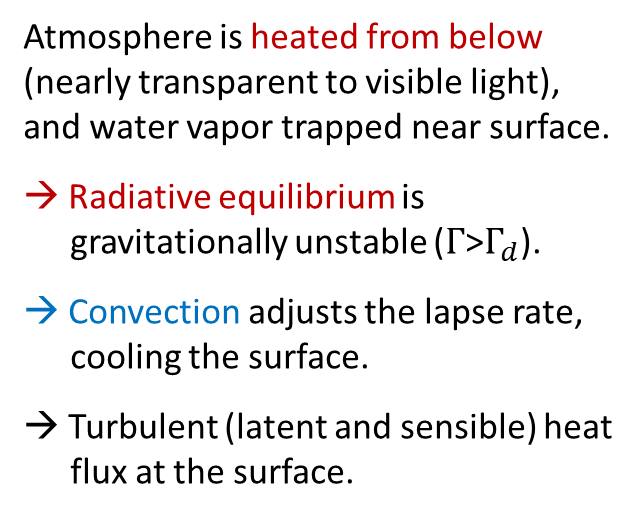 Atmosphere is heated from below
(nearly transparent to visible light),
and water vapor trapped near surface.
→ Radiative equilibrium is
gravitationally unstable (Γ>Γ𝑑).
→ Convection adjusts the lapse rate,
cooling the surface.
→ Turbulent (latent and sensible) heat
flux at the surface.